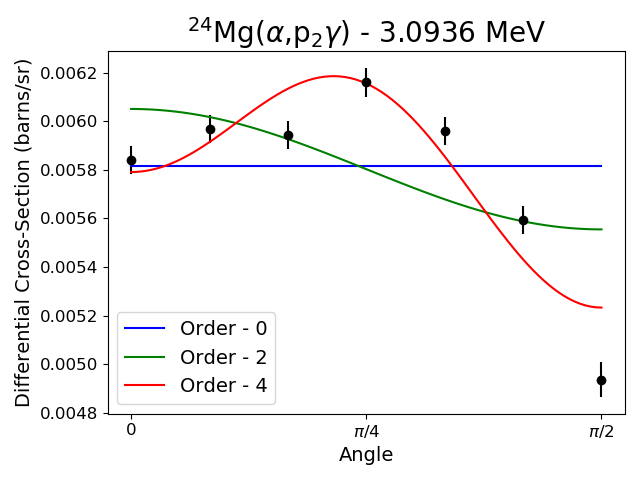 ²⁴Mg(α,p₂γ) - 3.0936 MeV
Differential Cross-Section (barns/sr)
0.0062
0.0060
0.0058
0.0056
0.0054
0.0052
0.0050
0.0048
Order - 0
Order - 2
Order - 4
0 π/4 π/2
Angle